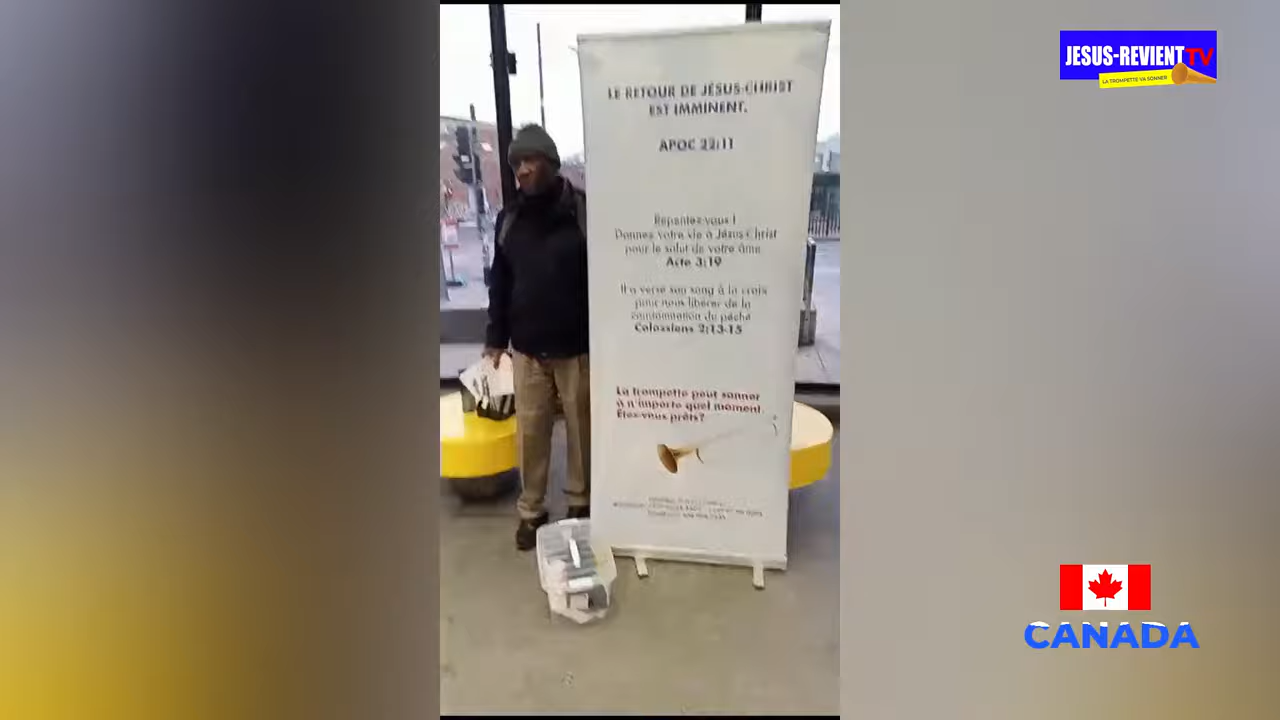 JESUS-REVIENT TV
LA TROMPETTE VA SONNER
LE RETOUR DE JÉSUS-CHRIST
EST IMMINENT.
APOC 22:11
Repentez-vous !
Donnez votre vie à Jésus-Christ
pour le salut de votre âme
Acte 3:19
Il a versé son sang à la croix
pour nous libérer de la
condamnation du péché
Colossiens 2:13-15
La trompette peut sonner
à n'importe quel moment.
Êtes-vous prêts?
CANADA